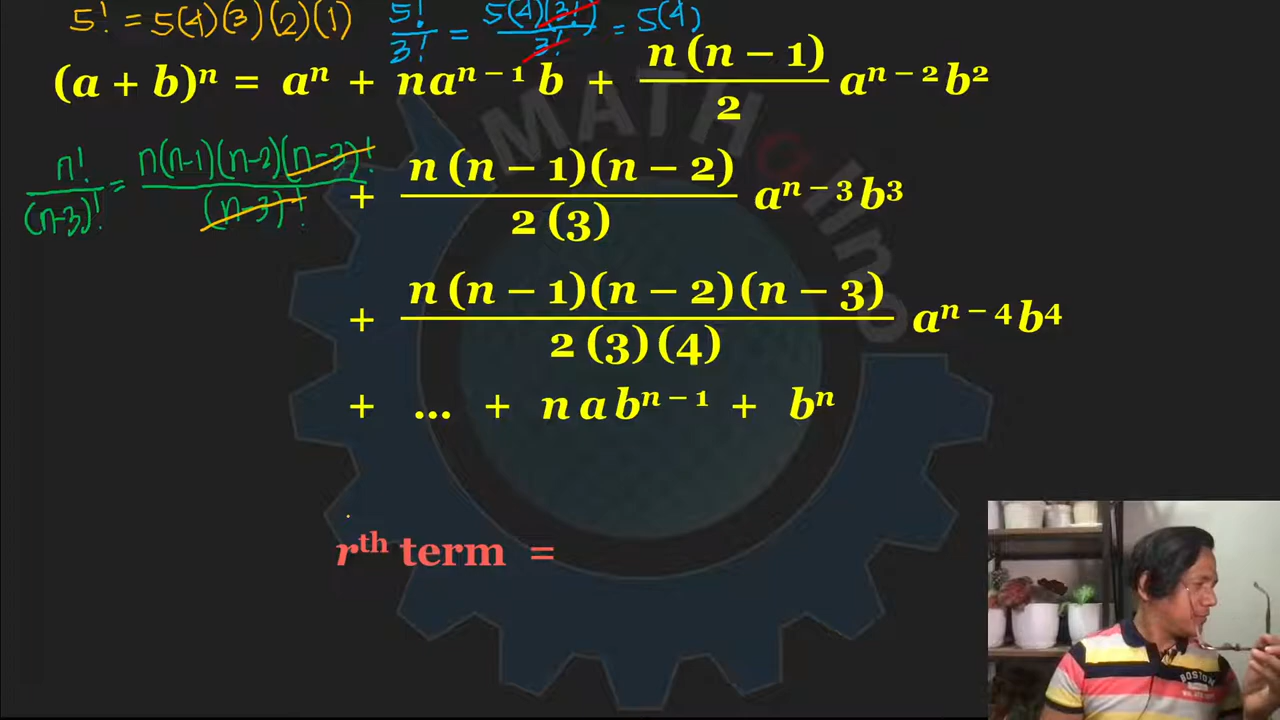 5! = 5(4)(3)(2)(1) 5!/3! = 5(4)(3!)/3! = 5(4)
(a + b)ⁿ = aⁿ + naⁿ⁻¹b + n(n − 1)/2 aⁿ⁻²b²
n!/(n-3)! = n(n-1)(n-2)(n-3)!/(n-3)! + n(n − 1)(n − 2)/2(3) aⁿ⁻³b³
+ n(n − 1)(n − 2)(n − 3)/2(3)(4) aⁿ⁻⁴b⁴
+ ... + nabⁿ⁻¹ + bⁿ
rᵗʰ term =
MATHalino
BOSTON